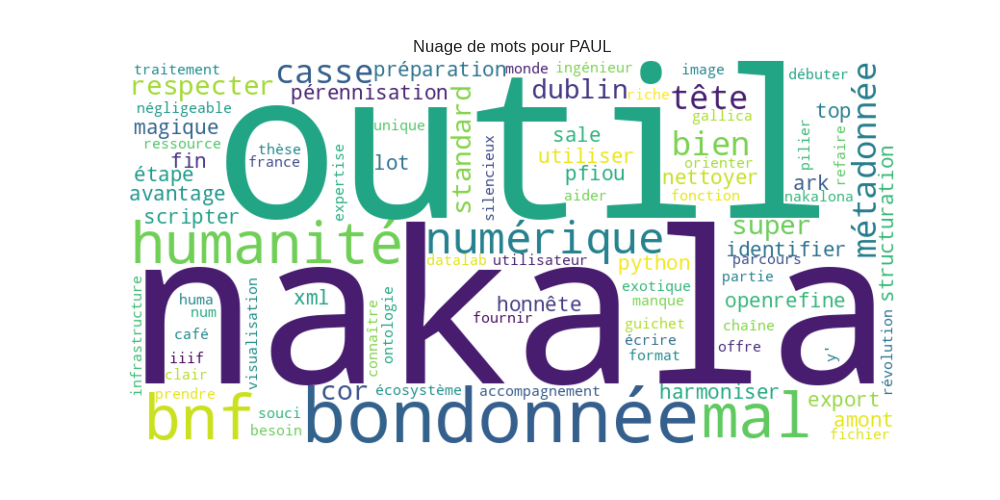 Nuage de mots pour PAUL
traitement
casse
préparation
monde
ingénieur
image
débuter
respecter
pérennisation
dublin
riche
tête
métadonnée
négligeable
outil
gallica
top
magique
unique
standard
sale
bien
pilier
refaire
ressource
thèse
expertise
silencieux
utiliser
orienter
fin
france
lot
pfiou
nettoyer
ark
étape
avantage
aider
fonction
nakalona
structuration
scripter
humanité
numérique
super
identifier
datalab
utilisateur
python
parcours
partie
nakala
infrastructure
huma
num
visualisation
xml
connaître
ontologie
honnête
fournir
exotique
manque
openrefine
café
guichet
chaîne
écrire
format
offre
y'
révolution
iiif
clair
prendre
cor
écosystème
accompagnement
harmoniser
export
bnf
souci
besoin
bondonnée
mal
amont
fichier